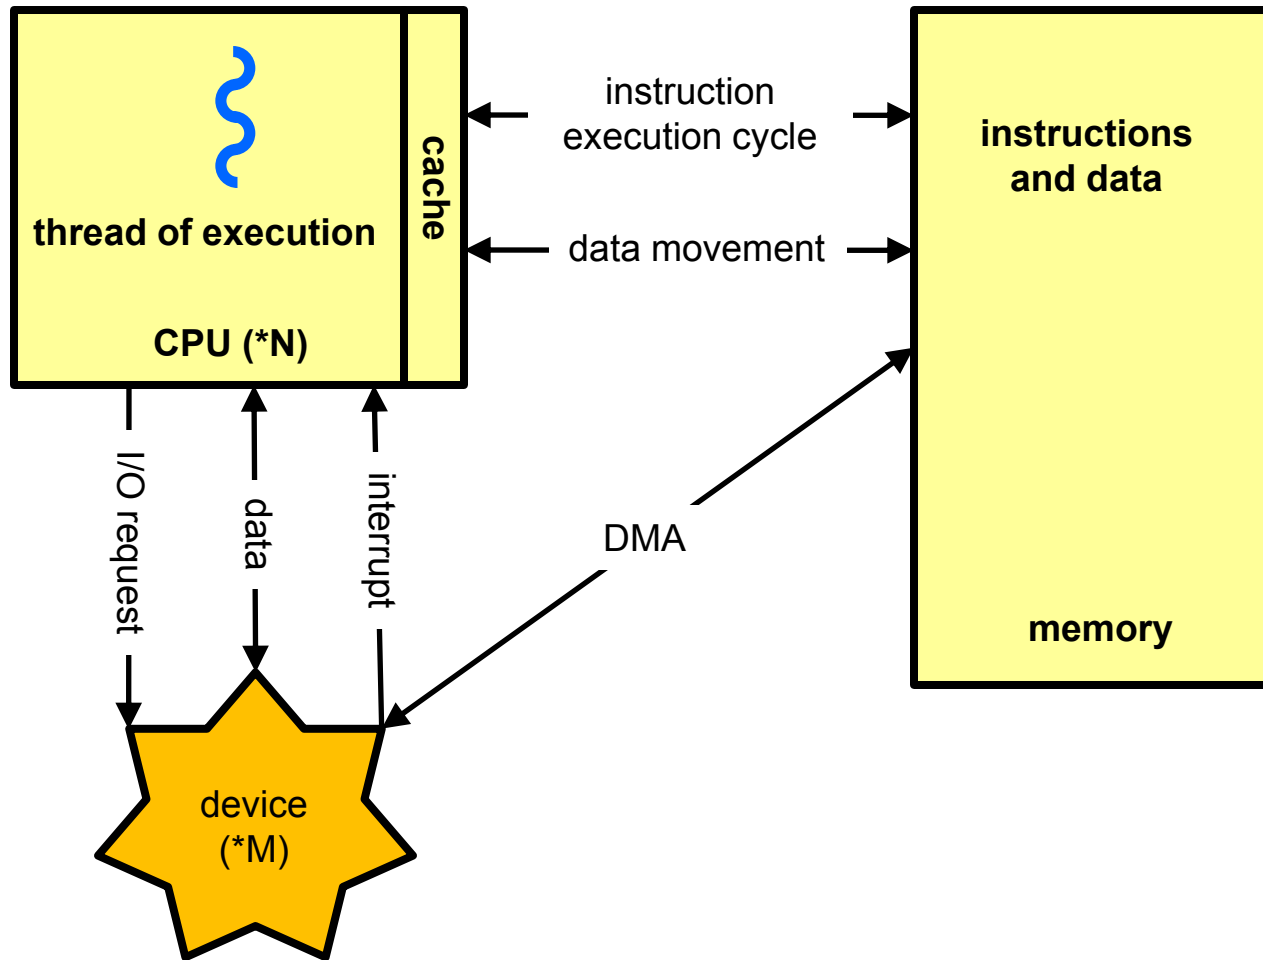 thread of execution
CPU (*N)
cache
instruction
execution cycle
data movement
instructions
and data
memory
I/O request
data
interrupt
DMA
device
(*M)